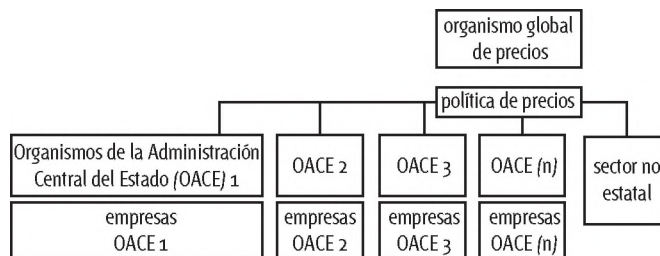 organismo global
de precios
política de precios
Organismos de la Administración
Central del Estado (OACE) 1
OACE 2
OACE 3
OACE (n)
sector no
estatal
empresas
OACE 1
empresas
OACE 2
empresas
OACE 3
empresas
OACE (n)